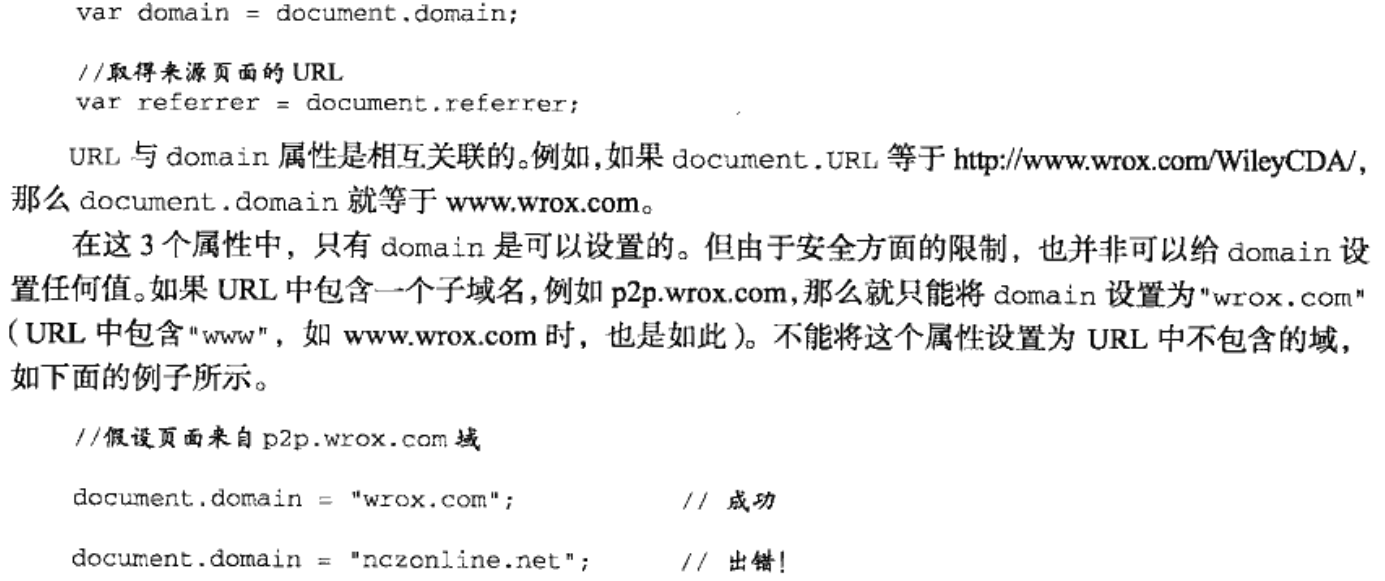 var domain = document.domain;
//取得来源页面的 URL
var referrer = document.referrer;
URL 与 domain 属性是相互关联的。例如,如果 document.URL 等于 http://www.wrox.com/WileyCDA/,
那么 document.domain 就等于 www.wrox.com。
在这 3 个属性中，只有 domain 是可以设置的。但由于安全方面的限制，也并非可以给 domain 设
置任何值。如果 URL 中包含一个子域名,例如 p2p.wrox.com,那么就只能将 domain 设置为"wrox.com"
(URL 中包含"www"，如 www.wrox.com 时，也是如此)。不能将这个属性设置为 URL 中不包含的域，
如下面的例子所示。
//假设页面来自 p2p.wrox.com 域
document.domain = "wrox.com"; // 成功
document.domain = "nczonline.net"; // 出错!